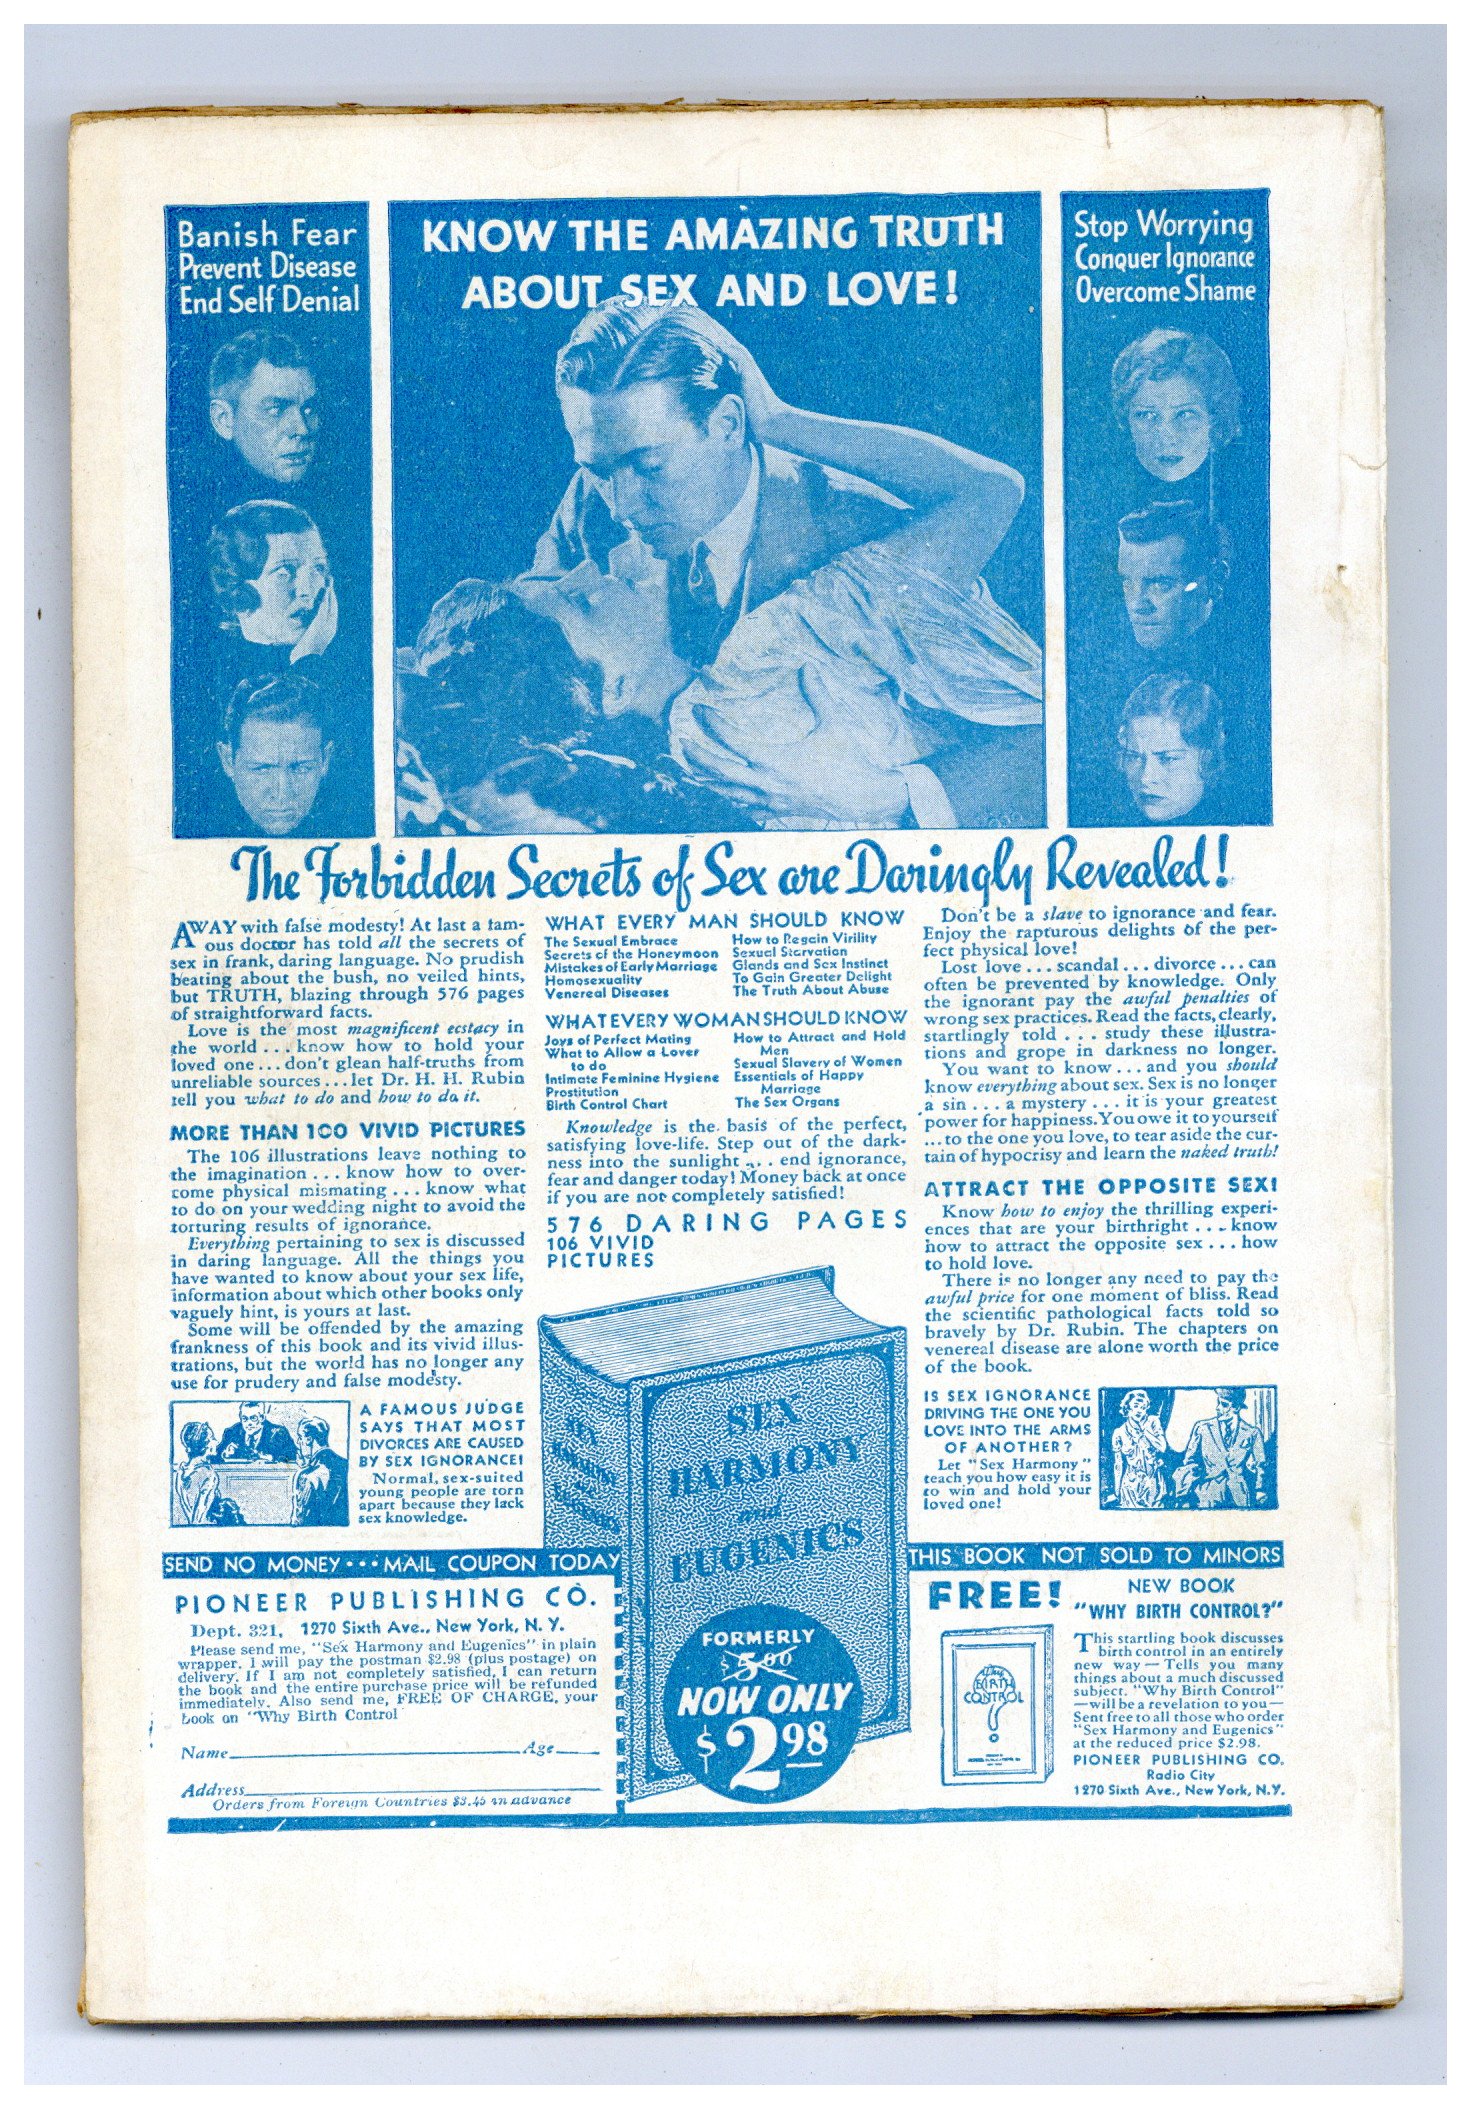 Banish Fear
Prevent Disease
End Self Denial
KNOW THE AMAZING TRUTH
ABOUT SEX AND LOVE!
Stop Worrying
Conquer Ignorance
Overcome Shame
The Forbidden Secrets of Sex are Daringly Revealed!
AWAY with false modesty! At last a fam-
ous doctor has told all the secrets of
sex in frank, daring language. No prudish
beating about the bush, no veiled hints,
but TRUTH, blazing through 576 pages
of straightforward facts.
Love is the most magnificent ecstacy in
the world . . . know how to hold your
loved one . . . don't glean half-truths from
unreliable sources . . . let Dr. H. H. Rubin
tell you what to do and how to do it.
MORE THAN 100 VIVID PICTURES
The 106 illustrations leave nothing to
the imagination . . . know how to over-
come physical mismating . . . know what
to do on your wedding night to avoid the
torturing results of ignorance.
Everything pertaining to sex is discussed
in daring language. All the things you
have wanted to know about your sex life,
information about which other books only
vaguely hint, is yours at last.
Some will be offended by the amazing
frankness of this book and its vivid illus-
trations, but the world has no longer any
use for prudery and false modesty.
A FAMOUS JUDGE
SAYS THAT MOST
DIVORCES ARE CAUSED
BY SEX IGNORANCE!
Normal, sex-suited
young people are torn
apart because they lack
sex knowledge.
WHAT EVERY MAN SHOULD KNOW
The Sexual Embrace
Secrets of the Honeymoon
Mistakes of Early Marriage
Homosexuality
Venereal Diseases
How to Regain Virility
Sexual Starvation
Glands and Sex Instinct
To Gain Greater Delight
The Truth About Abuse
WHAT EVERY WOMAN SHOULD KNOW
Joys of Perfect Mating
What to Allow a Lover
to do
Intimate Feminine Hygiene
Prostitution
Birth Control Chart
How to Attract and Hold
Men
Sexual Slavery of Women
Essentials of Happy
Marriage
The Sex Organs
Knowledge is the basis of the perfect,
satisfying love-life. Step out of the dark-
ness into the sunlight . . . end ignorance,
fear and danger today! Money back at once
if you are not completely satisfied!
576 DARING PAGES
106 VIVID
PICTURES
SEX
HARMONY
and
EUGENICS
SEX
HARMONY
and
EUGENICS
FORMERLY
$5.00
NOW ONLY
$2.98
Don't be a slave to ignorance and fear.
Enjoy the rapturous delights of the per-
fect physical love!
Lost love . . . scandal . . . divorce . . . can
often be prevented by knowledge. Only
the ignorant pay the awful penalties of
wrong sex practices. Read the facts, clearly,
startlingly told . . . study these illustra-
tions and grope in darkness no longer.
You want to know . . . and you should
know everything about sex. Sex is no longer
a sin . . . a mystery . . . it is your greatest
power for happiness. You owe it to yourself
. . . to the one you love, to tear aside the cur-
tain of hypocrisy and learn the naked truth!
ATTRACT THE OPPOSITE SEX!
Know how to enjoy the thrilling experi-
ences that are your birthright . . . know
how to attract the opposite sex . . . how
to hold love.
There is no longer any need to pay the
awful price for one moment of bliss. Read
the scientific pathological facts told so
bravely by Dr. Rubin. The chapters on
venereal disease are alone worth the price
of the book.
IS SEX IGNORANCE
DRIVING THE ONE YOU
LOVE INTO THE ARMS
OF ANOTHER?
Let "Sex Harmony"
teach you how easy it is
to win and hold your
loved one!
SEND NO MONEY • • • MAIL COUPON TODAY
PIONEER PUBLISHING CO.
Dept. 321, 1270 Sixth Ave., New York, N. Y.
Please send me, "Sex Harmony and Eugenics" in plain
wrapper. I will pay the postman $2.98 (plus postage) on
delivery. If I am not completely satisfied, I can return
the book and the entire purchase price will be refunded
immediately. Also send me, FREE OF CHARGE, your
book on "Why Birth Control
Name Age
Address
Orders from Foreign Countries $3.45 in advance
THIS BOOK NOT SOLD TO MINORS
FREE!
NEW BOOK
"WHY BIRTH CONTROL?"
Why
BIRTH
CONTROL
?
This startling book discusses
birth control in an entirely
new way — Tells you many
things about a much discussed
subject. "Why Birth Control"
—will be a revelation to you—
Sent free to all those who order
"Sex Harmony and Eugenics"
at the reduced price $2.98.
PIONEER PUBLISHING CO.
Radio City
1270 Sixth Ave., New York, N.Y.